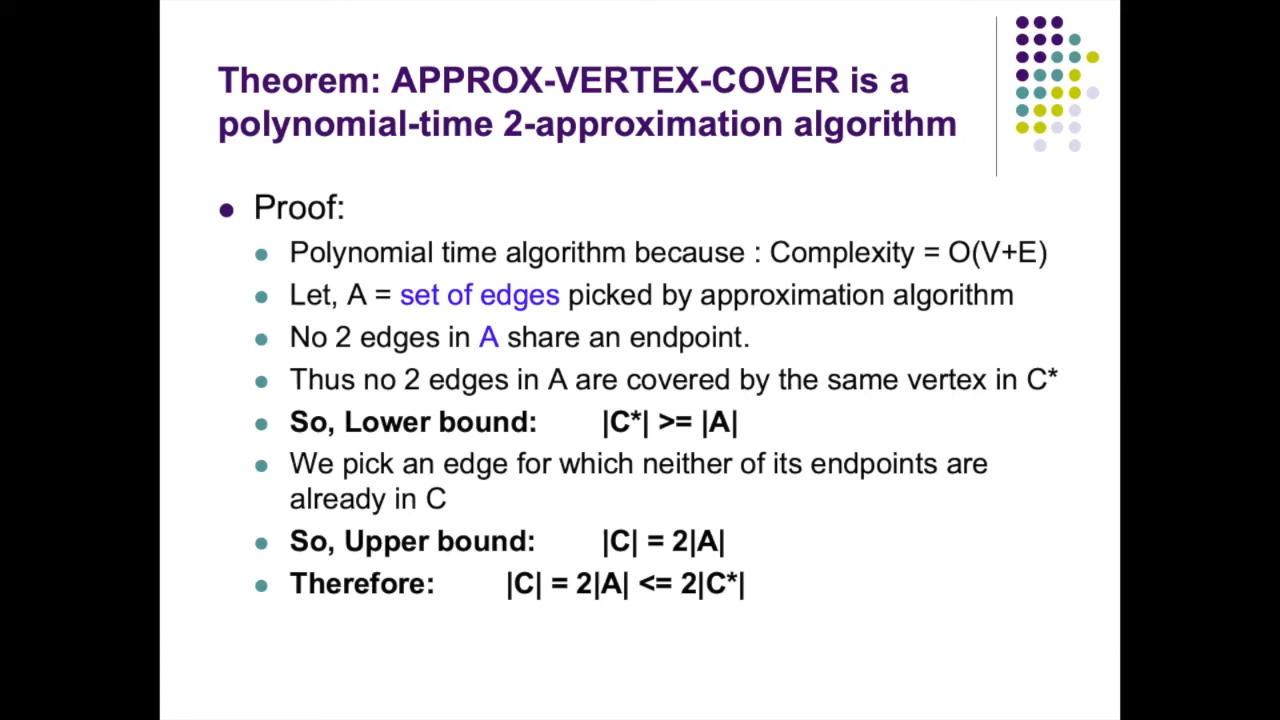 Theorem: APPROX-VERTEX-COVER is a
polynomial-time 2-approximation algorithm
Proof:
Polynomial time algorithm because : Complexity = O(V+E)
Let, A = set of edges picked by approximation algorithm
No 2 edges in A share an endpoint.
Thus no 2 edges in A are covered by the same vertex in C*
So, Lower bound: |C*| >= |A|
We pick an edge for which neither of its endpoints are
already in C
So, Upper bound: |C| = 2|A|
Therefore: |C| = 2|A| <= 2|C*|